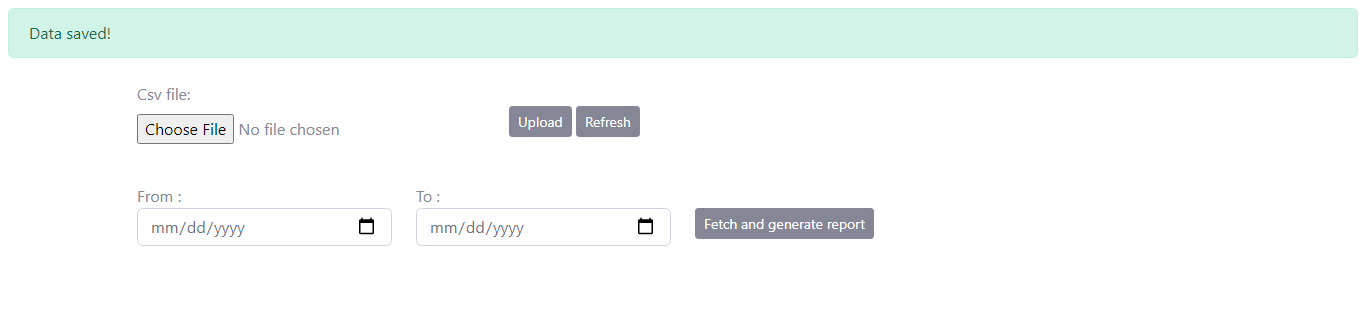 Data saved!
Csv file:
Choose File No file chosen Upload Refresh
From : To :
mm/dd/yyyy mm/dd/yyyy Fetch and generate report